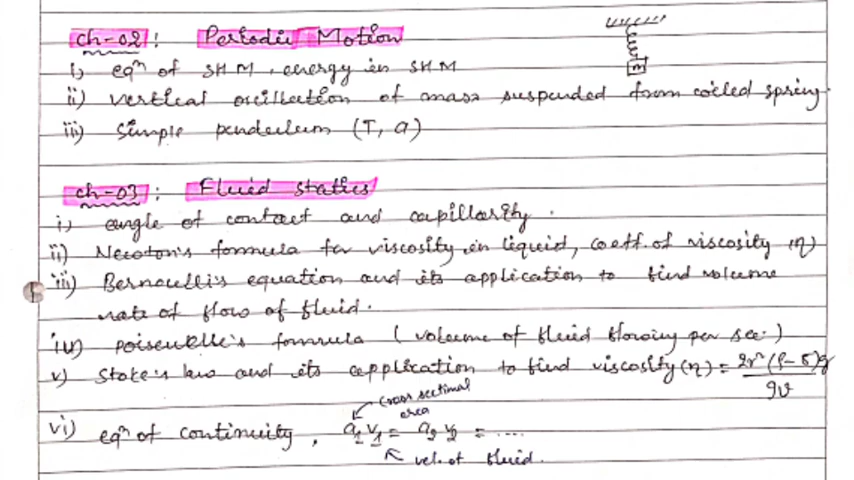 ch-02: Periodic Motion
i) eqⁿ of SHM, energy in SHM
m
ii) vertical oscillation of mass suspended from coiled spring.
iii) Simple pendulum (T, a)
ch-03: Fluid statics
i) angle of contact and capillarity.
ii) Newton's formula for viscosity in liquid, coeff. of viscosity (η)
iii) Bernoulli's equation and its application to find volume
rate of flow of fluid.
iv) poiseuille's formula ( volume of fluid flowing per sec.)
v) Stoke's law and its application to find viscosity (η) = 2r² (ρ-σ)g / 9v
cross sectional
area
vi) eqⁿ of continuity, a₁ v₁ = a₂ v₂ = ....
vel. of fluid.